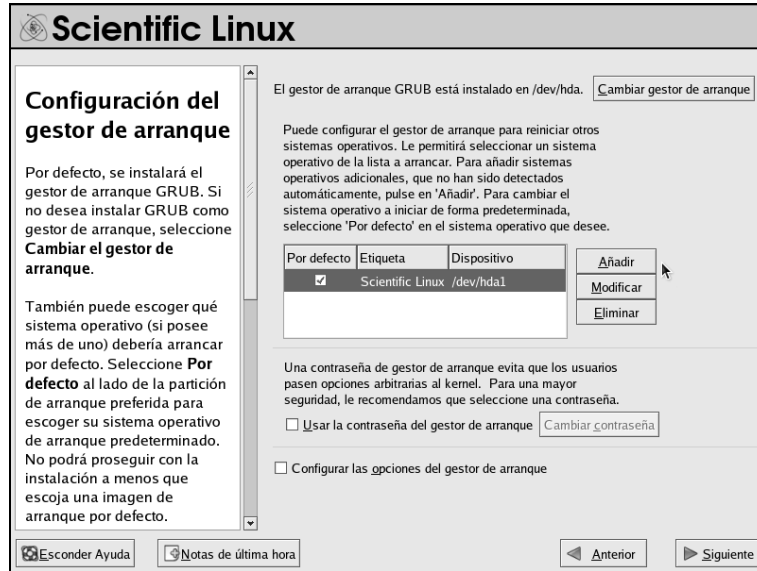 Scientific Linux
Configuración del
gestor de arranque
Por defecto, se instalará el
gestor de arranque GRUB. Si
no desea instalar GRUB como
gestor de arranque, seleccione
Cambiar el gestor de
arranque.
También puede escoger qué
sistema operativo (si posee
más de uno) debería arrancar
por defecto. Seleccione Por
defecto al lado de la partición
de arranque preferida para
escoger su sistema operativo
de arranque predeterminado.
No podrá proseguir con la
instalación a menos que
escoja una imagen de
arranque por defecto.
El gestor de arranque GRUB está instalado en /dev/hda. Cambiar gestor de arranque
Puede configurar el gestor de arranque para reiniciar otros
sistemas operativos. Le permitirá seleccionar un sistema
operativo de la lista a arrancar. Para añadir sistemas
operativos adicionales, que no han sido detectados
automáticamente, pulse en 'Añadir'. Para cambiar el
sistema operativo a iniciar de forma predeterminada,
seleccione 'Por defecto' en el sistema operativo que desee.
Por defecto Etiqueta Dispositivo
Scientific Linux /dev/hda1
Añadir
Modificar
Eliminar
Una contraseña de gestor de arranque evita que los usuarios
pasen opciones arbitrarias al kernel. Para una mayor
seguridad, le recomendamos que seleccione una contraseña.
Usar la contraseña del gestor de arranque Cambiar contraseña
Configurar las opciones del gestor de arranque
Esconder Ayuda Notas de última hora Anterior Siguiente